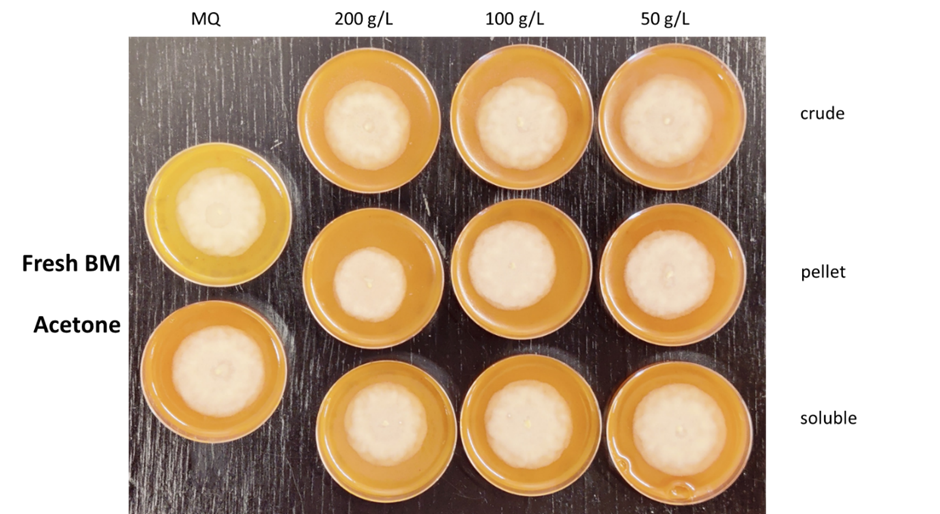 MQ 200 g/L 100 g/L 50 g/L
crude
Fresh BM
pellet
Acetone
soluble